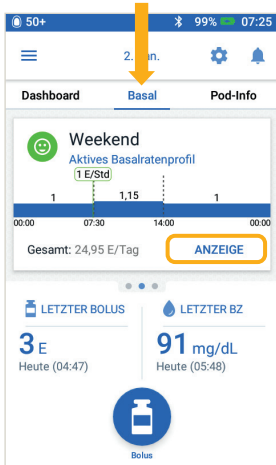 50+ 99% 07:25
2. nn.
Dashboard Basal Pod-Info
Weekend
Aktives Basalratenprofil
1 E/Std
1 1,15 1
00:00 07:30 14:00 00:00
Gesamt: 24,95 E/Tag ANZEIGE
LETZTER BOLUS LETZTER BZ
3 E 91 mg/dL
Heute (04:47) Heute (05:48)
Bolus